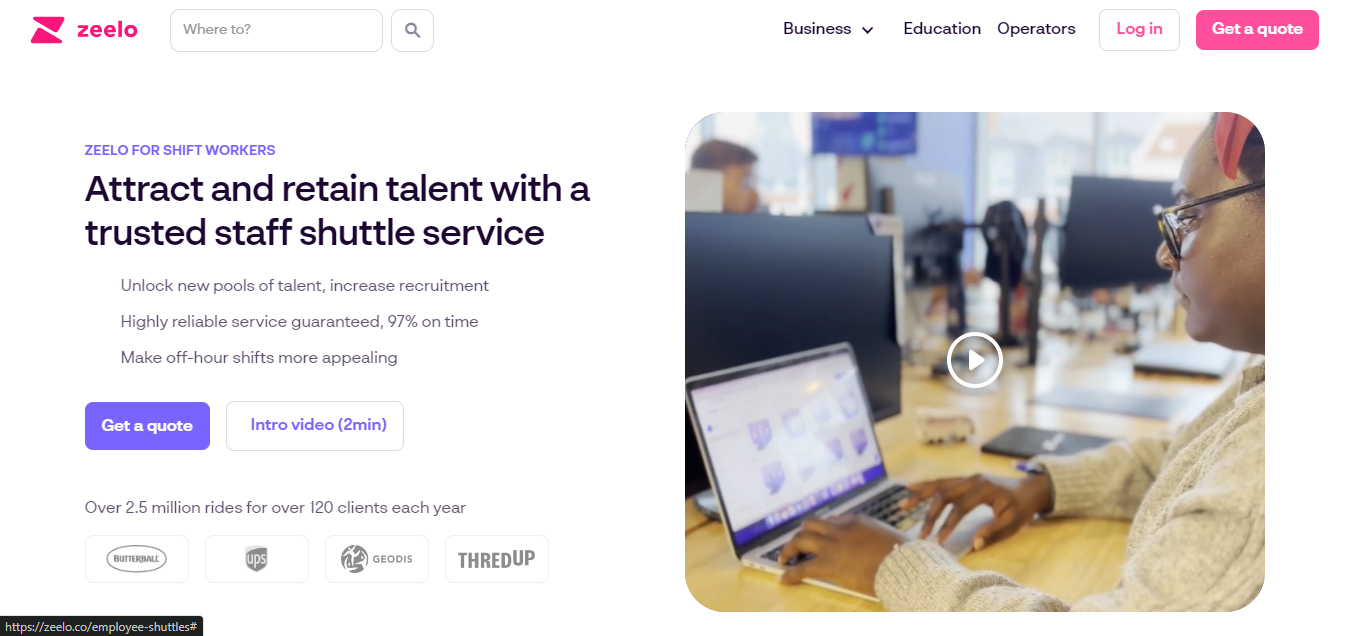 zeelo
Where to?
Business
Education
Operators
Log in
Get a quote
ZEELO FOR SHIFT WORKERS
Attract and retain talent with a
trusted staff shuttle service
Unlock new pools of talent, increase recruitment
Highly reliable service guaranteed, 97% on time
Make off-hour shifts more appealing
Get a quote
Intro video (2min)
Over 2.5 million rides for over 120 clients each year
BUTTERBALL
ups
GEODIS
THREDUP
https://zeelo.co/employee-shuttles#